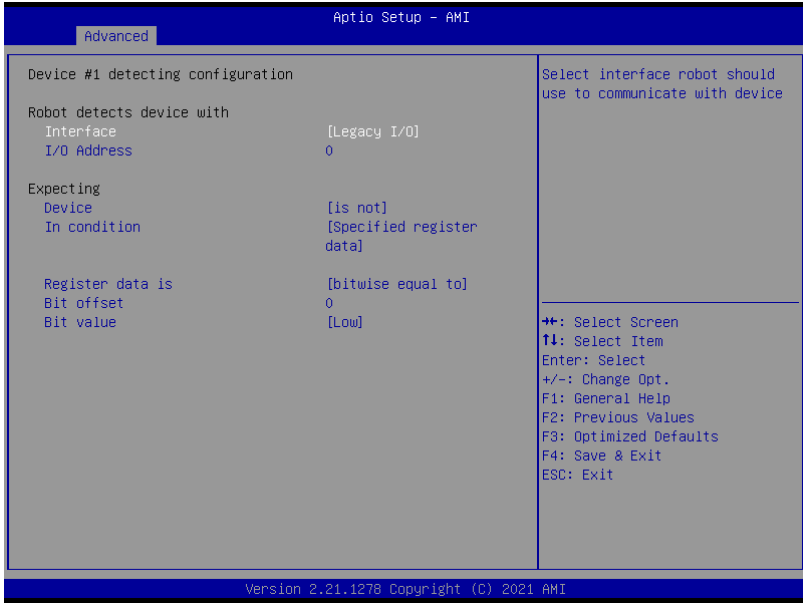 Aptio Setup – AMI
Advanced
Device #1 detecting configuration
Robot detects device with
Interface [Legacy I/O]
I/O Address 0
Expecting
Device [is not]
In condition [Specified register
data]
Register data is [bitwise equal to]
Bit offset 0
Bit value [Low]
Select interface robot should
use to communicate with device
→←: Select Screen
↑↓: Select Item
Enter: Select
+/-: Change Opt.
F1: General Help
F2: Previous Values
F3: Optimized Defaults
F4: Save & Exit
ESC: Exit
Version 2.21.1278 Copyright (C) 2021 AMI